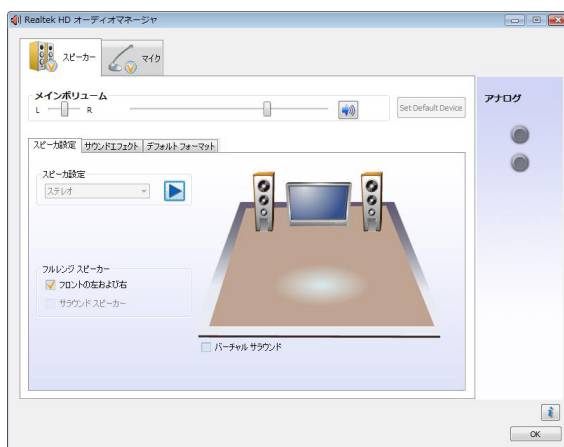 Realtek HD オーディオマネージャ
スピーカー
マイク
メインボリューム
L
R
Set Default Device
アナログ
スピーカ設定
サウンドエフェクト
デフォルト フォーマット
スピーカ設定
ステレオ
フルレンジ スピーカー
フロントの左および右
サラウンド スピーカー
バーチャル サラウンド
OK